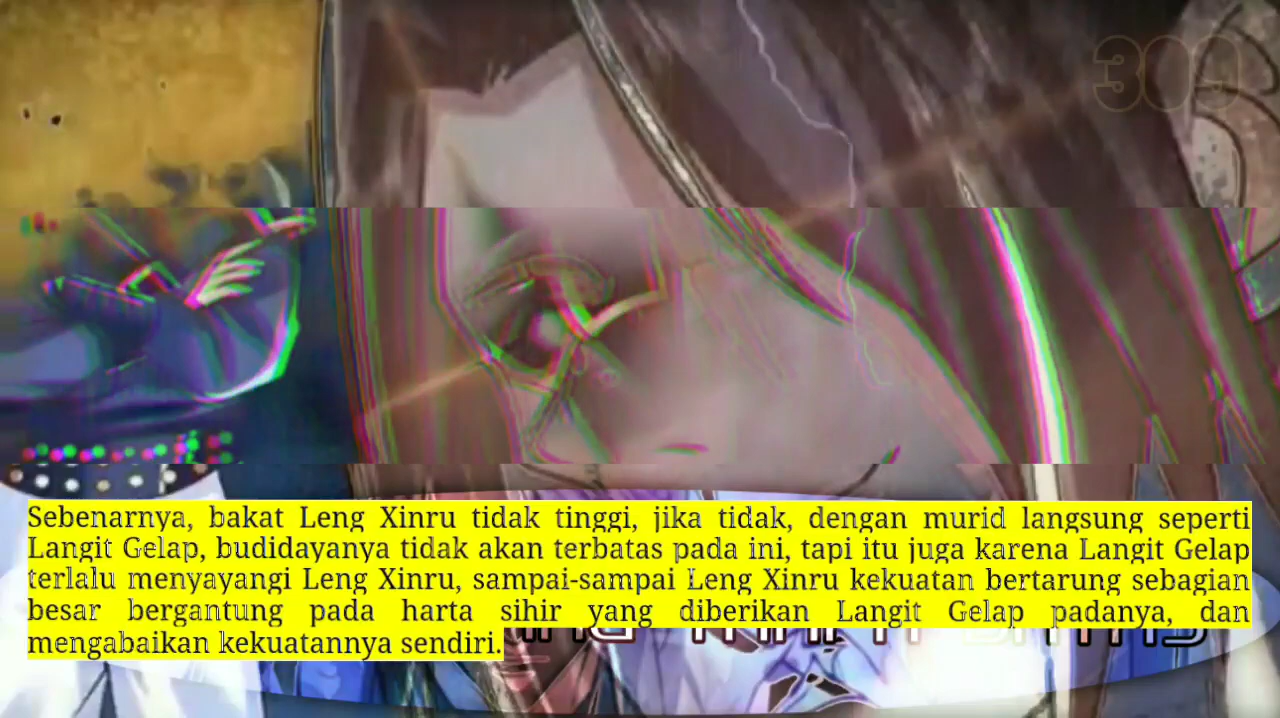 309
Sebenarnya, bakat Leng Xinru tidak tinggi, jika tidak, dengan murid langsung seperti
Langit Gelap, budidayanya tidak akan terbatas pada ini, tapi itu juga karena Langit Gelap
terlalu menyayangi Leng Xinru, sampai-sampai Leng Xinru kekuatan bertarung sebagian
besar bergantung pada harta sihir yang diberikan Langit Gelap padanya, dan
mengabaikan kekuatannya sendiri.